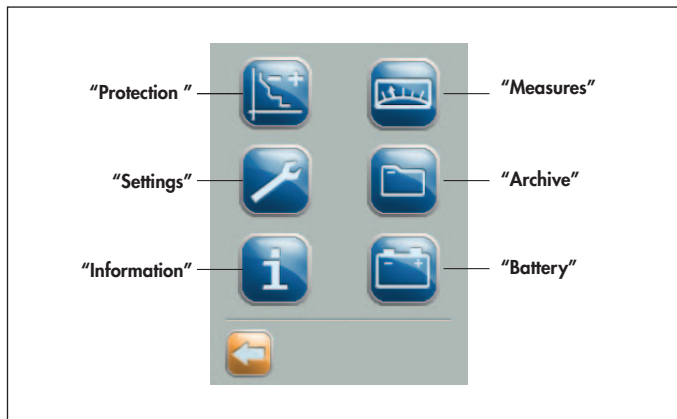 “Protection ”
“Measures”
“Settings”
“Archive”
“Information”
“Battery”